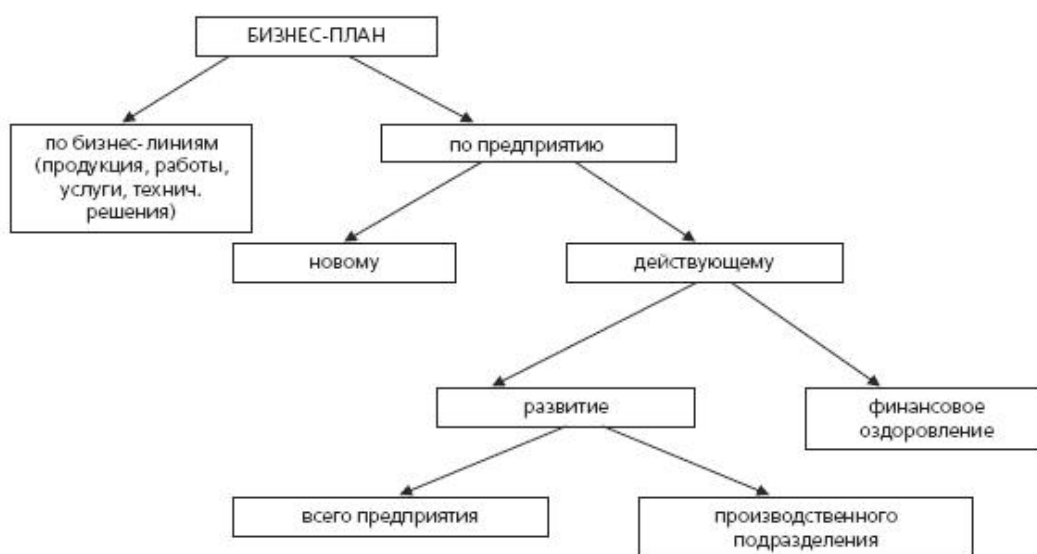 БИЗНЕС-ПЛАН
по бизнес-линиям
(продукция, работы,
услуги, технич.
решения)
по предприятию
новому
действующему
развитие
финансовое
оздоровление
всего предприятия
производственного
подразделения